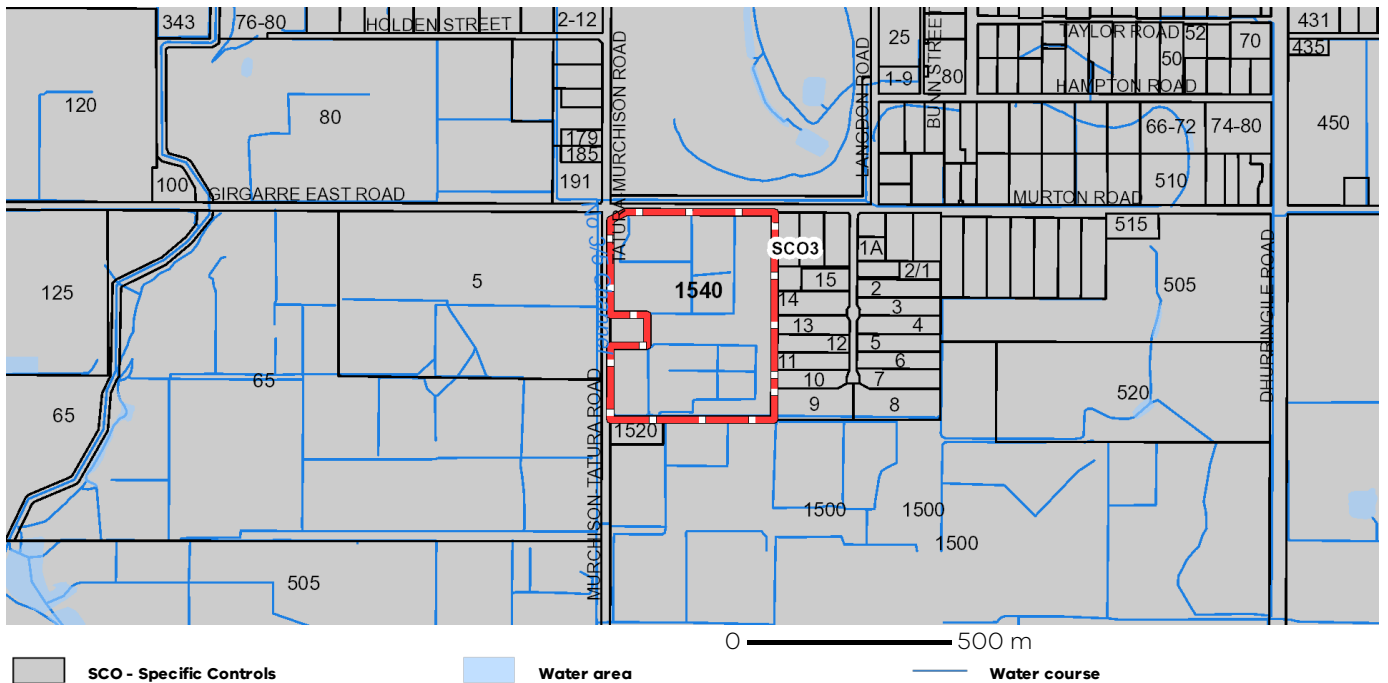 343
76-80
HOLDEN STREET
2-12
25
TAYLOR ROAD
52
70
431
435
50
1-9
80
HAMPTON ROAD
120
80
MURCHISON ROAD
LANGDON ROAD
BUNN STREET
66-72
74-80
450
179
185
100
191
GIRGARRE EAST ROAD
MURTON ROAD
510
TATURA
515
SCO3
1A
2/1
125
5
1540
15
2
505
14
3
13
4
12
5
11
6
65
10
7
65
9
8
520
DHURRINGILE ROAD
1520
MURCHISON-TATURA ROAD
1500
1500
1500
505
0
500 m
SCO - Specific Controls
Water area
Water course